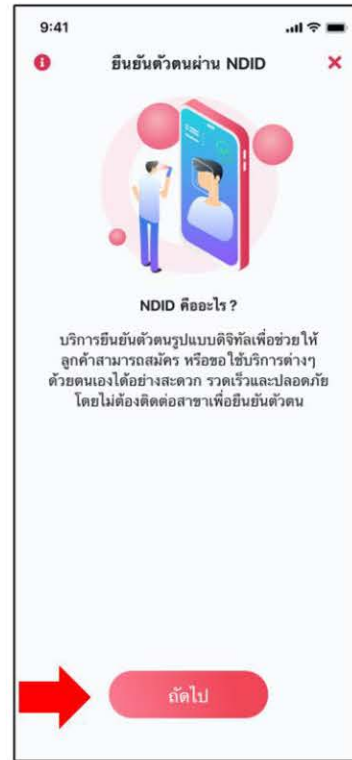 9:41
ยืนยันตัวตนผ่าน NDID
NDID คืออะไร ?
บริการยืนยันตัวตนรูปแบบดิจิทัลเพื่อช่วยให้
ลูกค้าสามารถสมัคร หรือขอใช้บริการต่างๆ
ด้วยตนเองได้อย่างสะดวก รวดเร็วและปลอดภัย
โดยไม่ต้องติดต่อสาขาเพื่อยืนยันตัวตน
ถัดไป